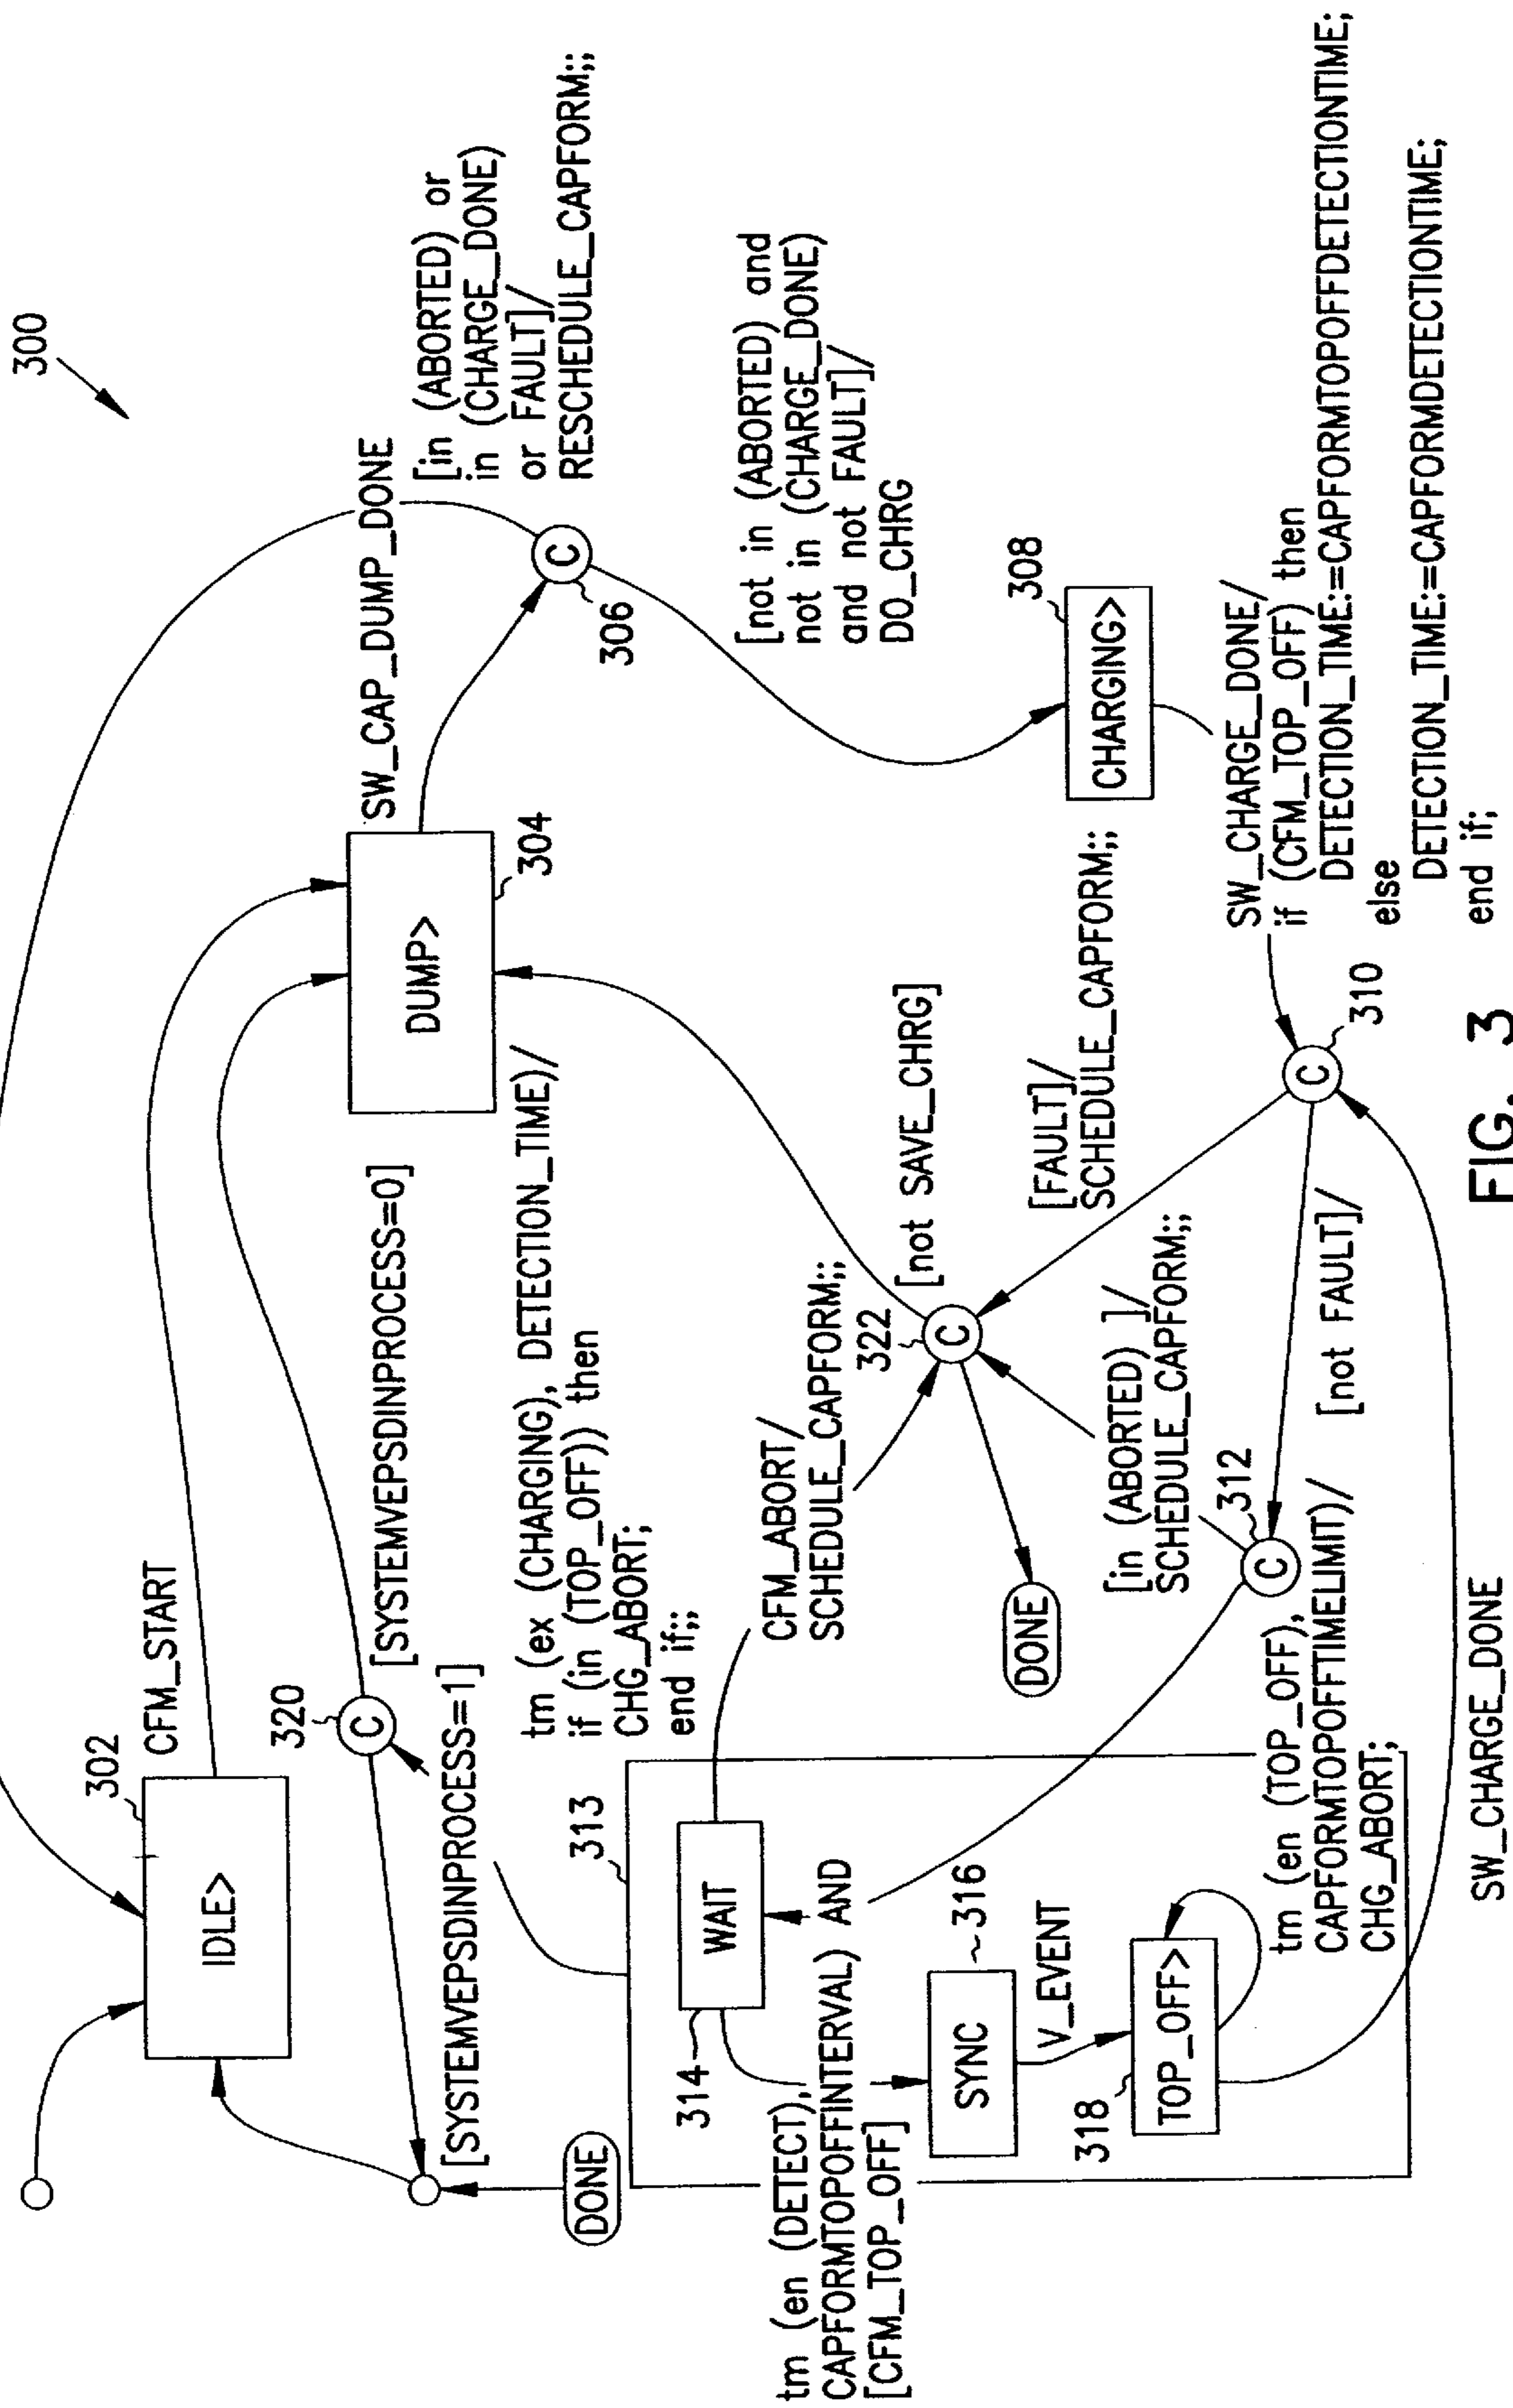 300
302
IDLE>
CFM_START
320
C
[SYSTEMVEPSDINPROCESS=0]
[SYSTEMVEPSDINPROCESS=1]
DONE
DUMP>
304
SW_CAP_DUMP_DONE
C
306
[in (ABORTED) or
in (CHARGE_DONE)
or FAULT]/
RESCHEDULE_CAPFORM;;
[not in (ABORTED) and
not in (CHARGE_DONE)
and not FAULT]/
DO_CHRG
308
CHARGING>
tm (ex (CHARGING), DETECTION_TIME)/
if (in (TOP_OFF)) then
CHG_ABORT;
end if;;
313
WAIT
314
CFM_ABORT/
SCHEDULE_CAPFORM;;
322
C
[not SAVE_CHRG]
DONE
[FAULT]/
SCHEDULE_CAPFORM;;
[in (ABORTED) ]/
SCHEDULE_CAPFORM;;
312
C
[not FAULT]/
C
310
SW_CHARGE_DONE/
if (CFM_TOP_OFF) then
DETECTION_TIME:=CAPFORMTOPOFFDETECTIONTIME;
else
DETECTION_TIME:=CAPFORMDETECTIONTIME;
end if;
tm (en (DETECT),
CAPFORMTOPOFFINTERVAL) AND
[CFM_TOP_OFF]
SYNC
316
V_EVENT
318
TOP_OFF>
tm (en (TOP_OFF),
CAPFORMTOPOFFTIMELIMIT)/
CHG_ABORT;
SW_CHARGE_DONE
FIG. 3